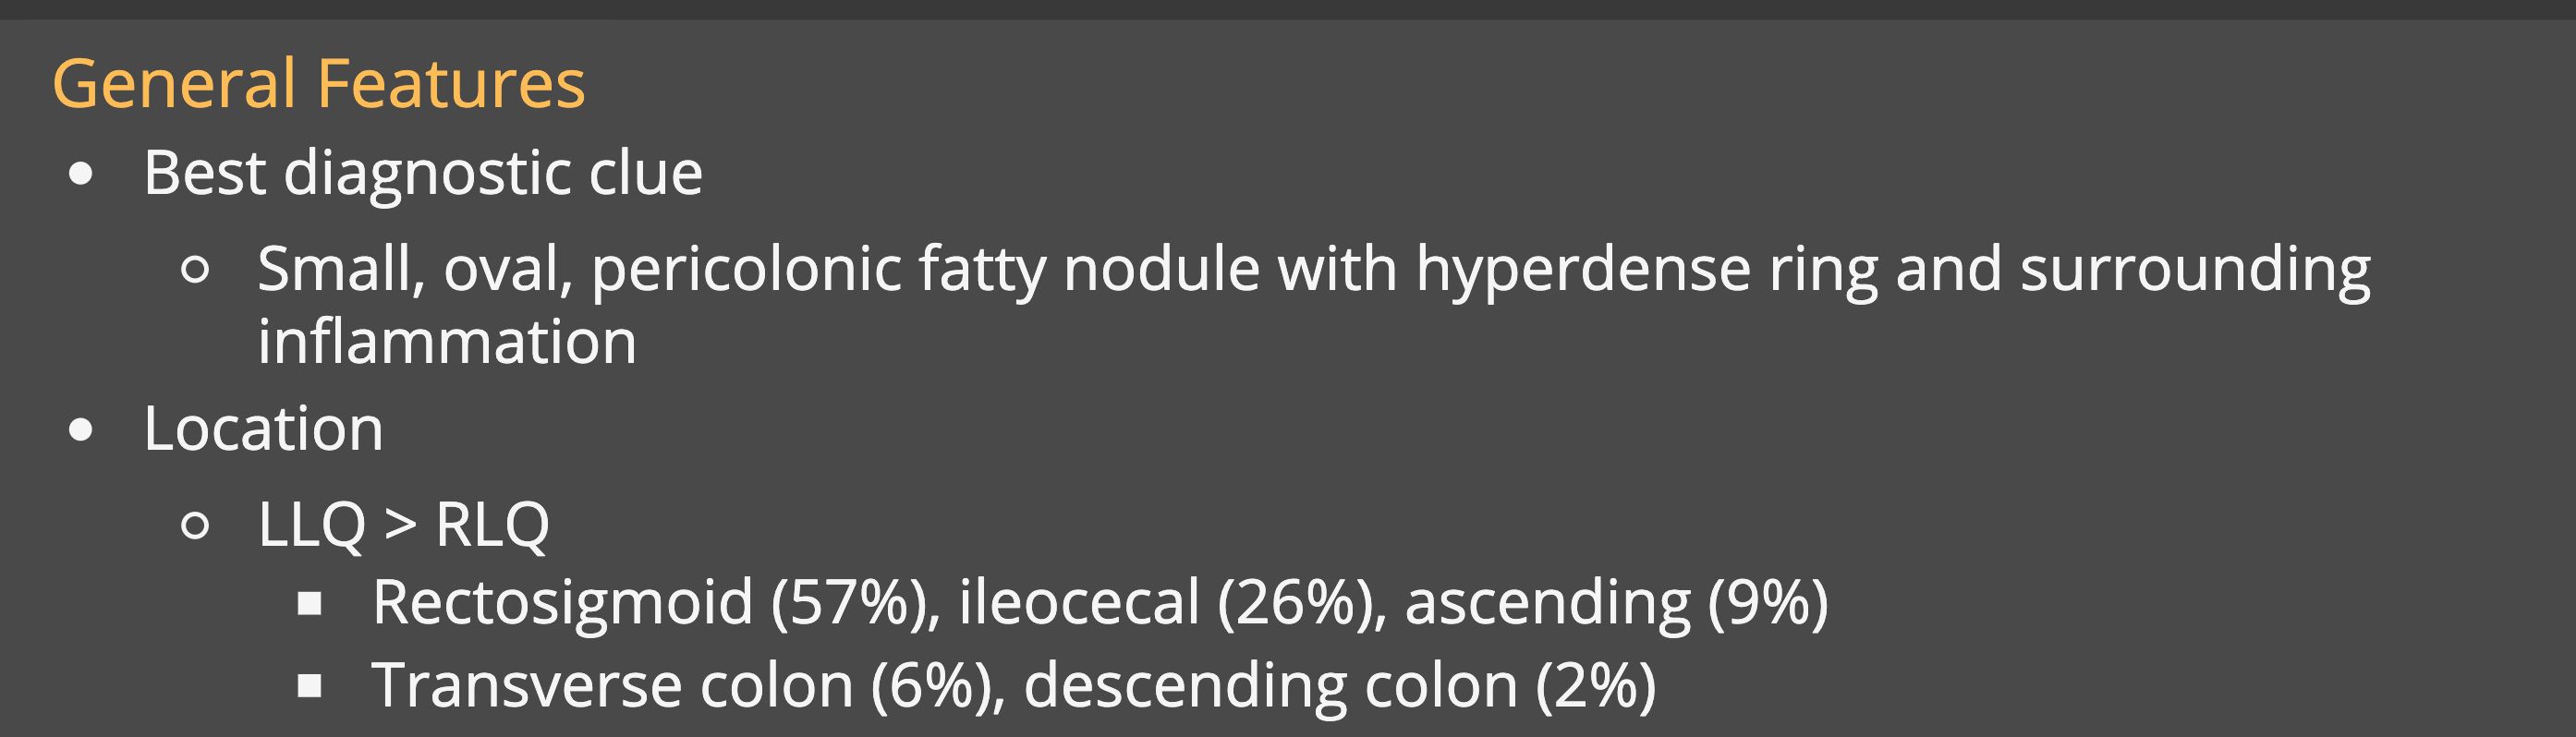 General Features
• Best diagnostic clue
○ Small, oval, pericolonic fatty nodule with hyperdense ring and surrounding
inflammation
• Location
○ LLQ > RLQ
▪ Rectosigmoid (57%), ileocecal (26%), ascending (9%)
▪ Transverse colon (6%), descending colon (2%)